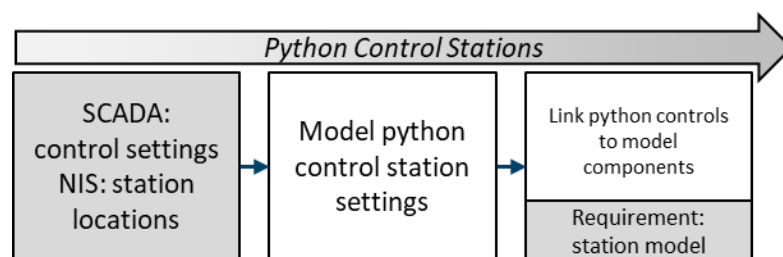 Python Control Stations
SCADA:
control settings
NIS: station
locations
Model python
control station
settings
Link python controls
to model
components
Requirement:
station model